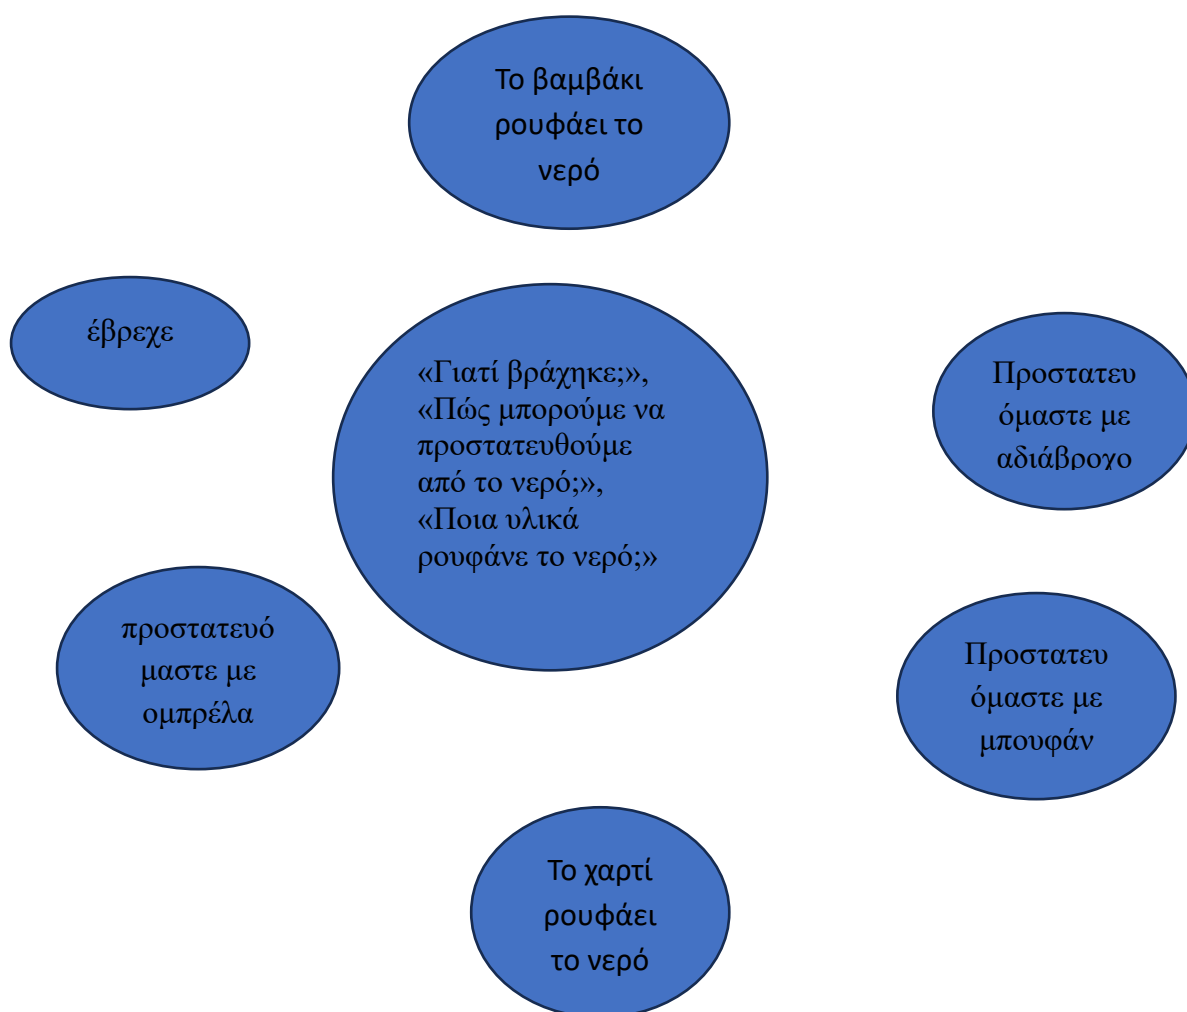 Το βαμβάκι
ρουφάει το
νερό
έβρεχε
«Γιατί βράχηκε;»,
«Πώς μπορούμε να
προστατευθούμε
από το νερό;»,
«Ποια υλικά
ρουφάνε το νερό;»
Προστατευ
όμαστε με
αδιάβροχο
προστατευό
μαστε με
ομπρέλα
Προστατευ
όμαστε με
μπουφάν
Το χαρτί
ρουφάει
το νερό